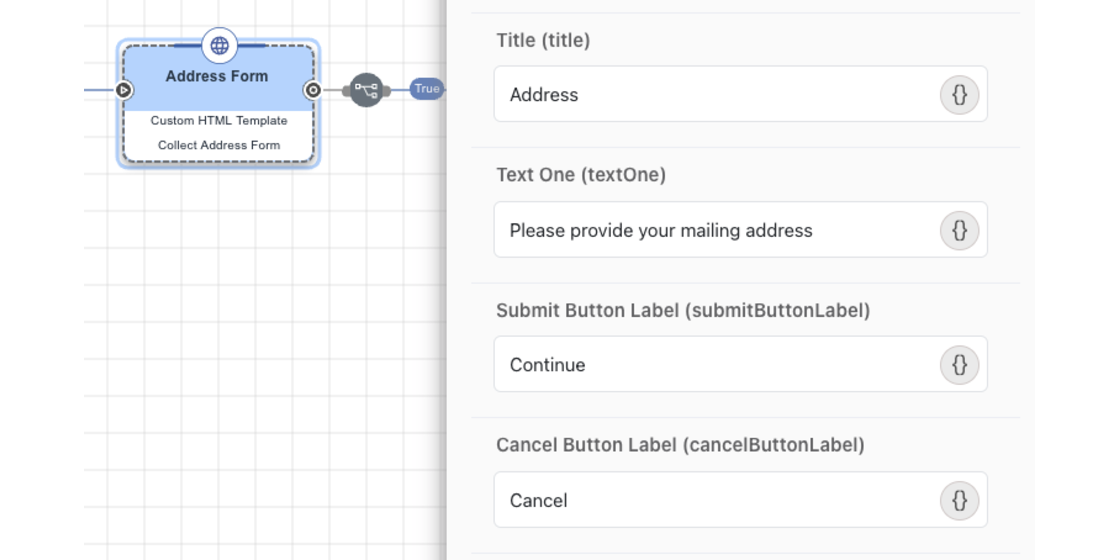 Address Form
Custom HTML Template
Collect Address Form
True
Title (title)
Address
{}
Text One (textOne)
Please provide your mailing address
{}
Submit Button Label (submitButtonLabel)
Continue
{}
Cancel Button Label (cancelButtonLabel)
Cancel
{}